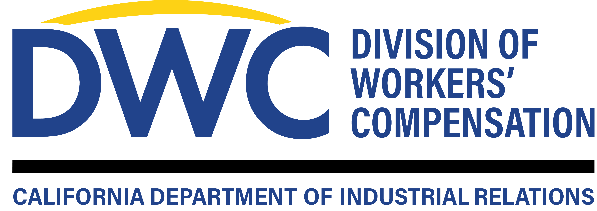 DWC
DIVISION OF
WORKERS'
COMPENSATION
CALIFORNIA DEPARTMENT OF INDUSTRIAL RELATIONS